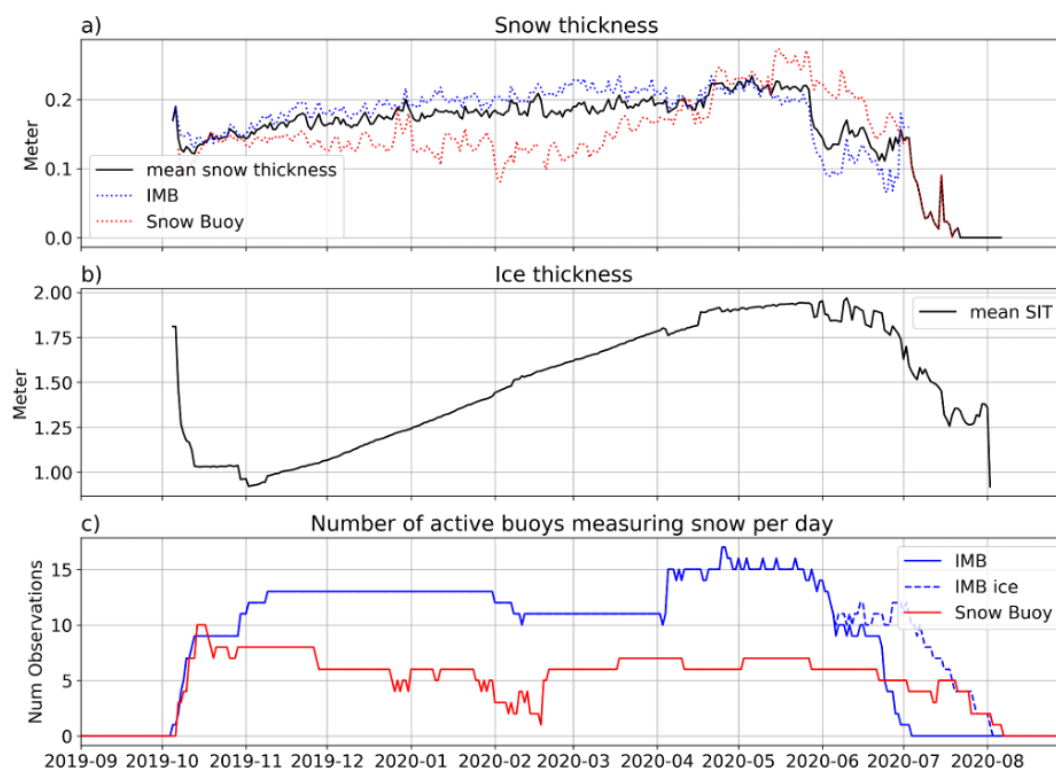 a) Snow thickness
0.2
Meter
0.1
mean snow thickness
IMB
Snow Buoy
0.0
b) Ice thickness
2.00
mean SIT
1.75
Meter
1.50
1.25
1.00
c) Number of active buoys measuring snow per day
IMB
IMB ice
Snow Buoy
Num Observations
15
10
5
0
2019-09 2019-10 2019-11 2019-12 2020-01 2020-02 2020-03 2020-04 2020-05 2020-06 2020-07 2020-08